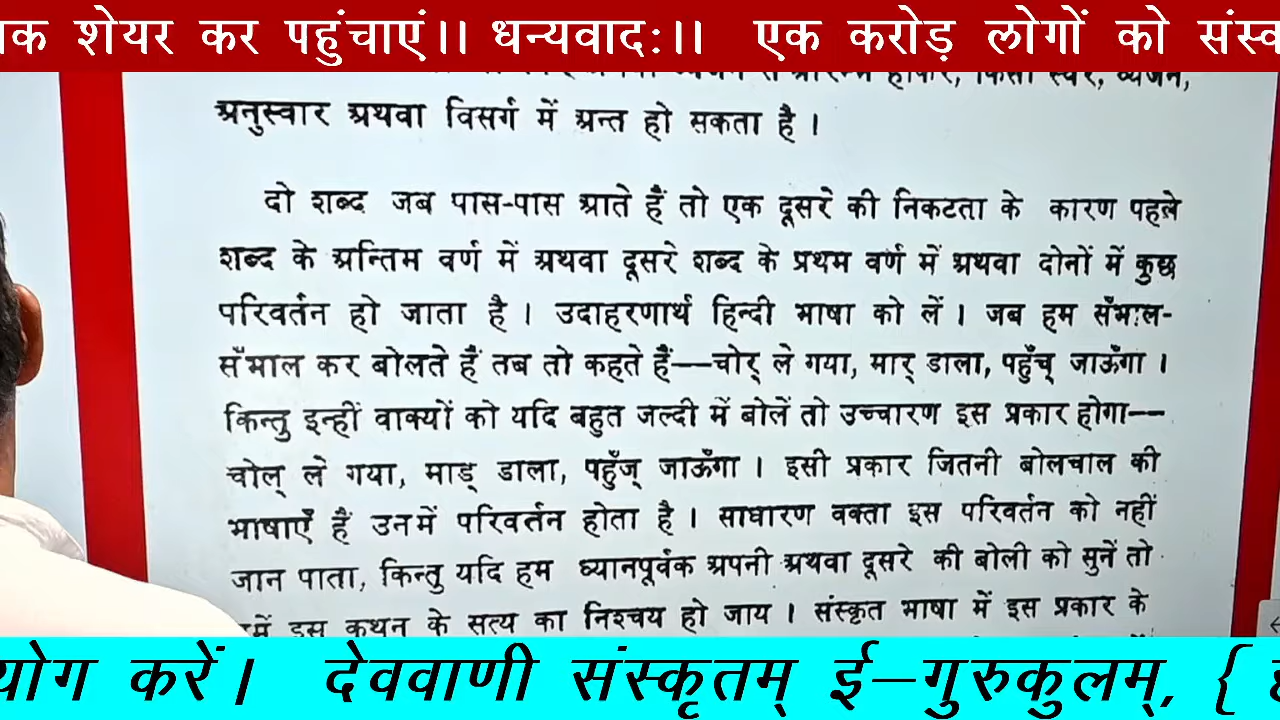 क शेयर कर पहुंचाएं।। धन्यवादः।। एक करोड़ लोगों को
होकर, किसी स्वर, व्यंजन,
अनुस्वार अथवा विसर्ग में अन्त हो सकता है ।
दो शब्द जब पास-पास आते हैं तो एक दूसरे की निकटता के कारण पहले
शब्द के अन्तिम वर्ण में अथवा दूसरे शब्द के प्रथम वर्ण में अथवा दोनों में कुछ
परिवर्तन हो जाता है । उदाहरणार्थ हिन्दी भाषा को लें । जब हम सँभाल-
सँभाल कर बोलते हैं तब तो कहते हैं—चोर् ले गया, मार् डाला, पहुँच् जाऊँगा ।
किन्तु इन्हीं वाक्यों को यदि बहुत जल्दी में बोलें तो उच्चारण इस प्रकार होगा—
चोल् ले गया, माड् डाला, पहुँज् जाऊँगा । इसी प्रकार जितनी बोलचाल की
भाषाएँ हैं उनमें परिवर्तन होता है । साधारण वक्ता इस परिवर्तन को नहीं
जान पाता, किन्तु यदि हम ध्यानपूर्वक अपनी अथवा दूसरे की बोली को सुनें तो
इस कथन के सत्य का निश्चय हो जाय । संस्कृत भाषा में इस प्रकार के
योग करें। देववाणी संस्कृतम् ई-गुरुकुलम्, {